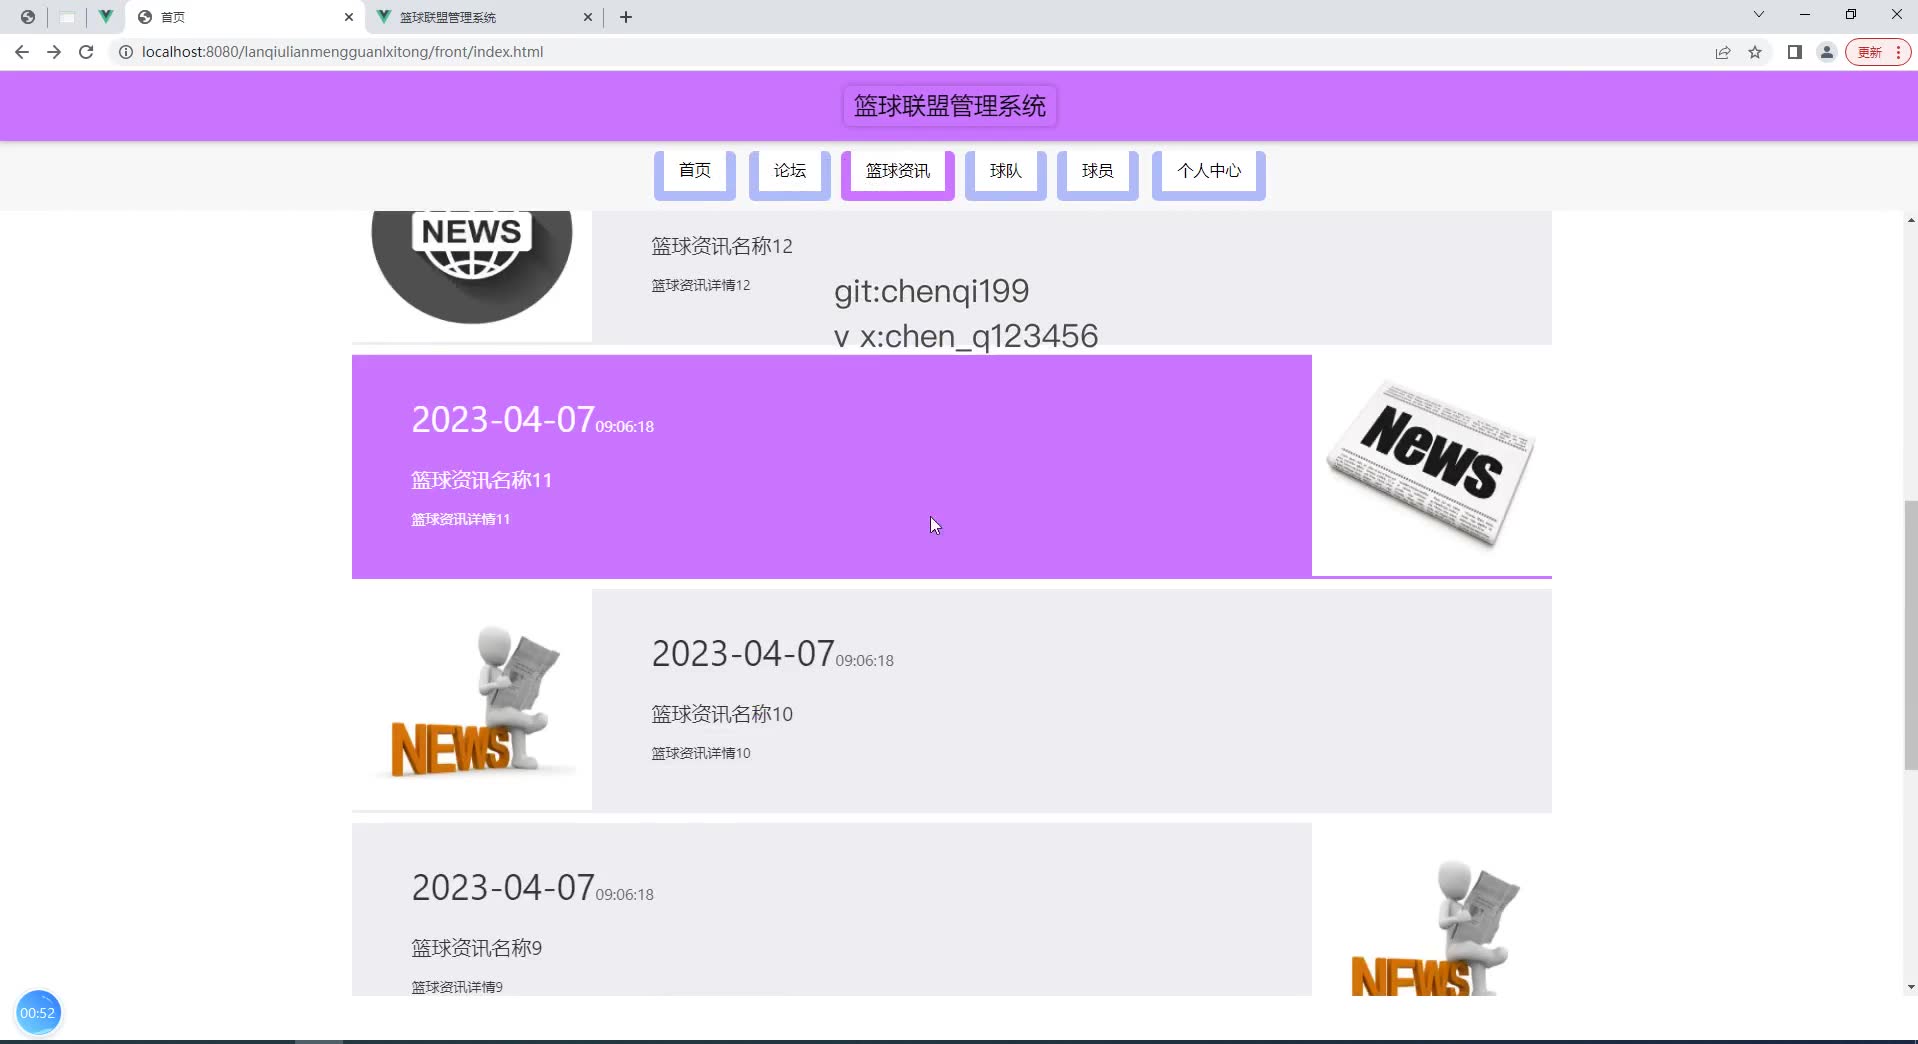 首页
篮球联盟管理系统
localhost:8080/lanqiulianmengguanlxitong/front/index.html
更新
篮球联盟管理系统
首页
论坛
篮球资讯
球队
球员
个人中心
NEWS
篮球资讯名称12
篮球资讯详情12
git:chenqi199
v x:chen_q123456
2023-04-07 09:06:18
篮球资讯名称11
篮球资讯详情11
News
NEWS
2023-04-07 09:06:18
篮球资讯名称10
篮球资讯详情10
2023-04-07 09:06:18
篮球资讯名称9
篮球资讯详情9
NEWS
00:52